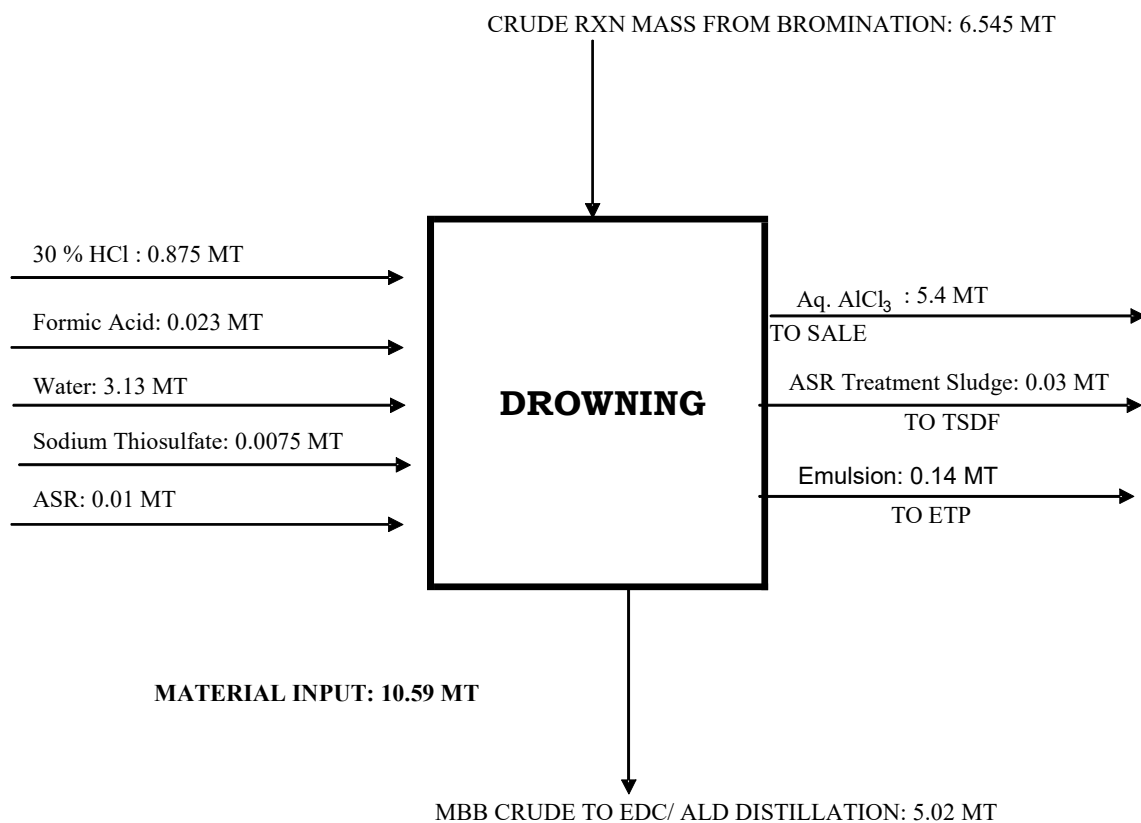 CRUDE RXN MASS FROM BROMINATION: 6.545 MT
30 % HCl : 0.875 MT
Formic Acid: 0.023 MT
Water: 3.13 MT
Sodium Thiosulfate: 0.0075 MT
ASR: 0.01 MT
DROWNING
Aq. AlCl₃ : 5.4 MT
TO SALE
ASR Treatment Sludge: 0.03 MT
TO TSDF
Emulsion: 0.14 MT
TO ETP
MATERIAL INPUT: 10.59 MT
MBB CRUDE TO EDC/ ALD DISTILLATION: 5.02 MT